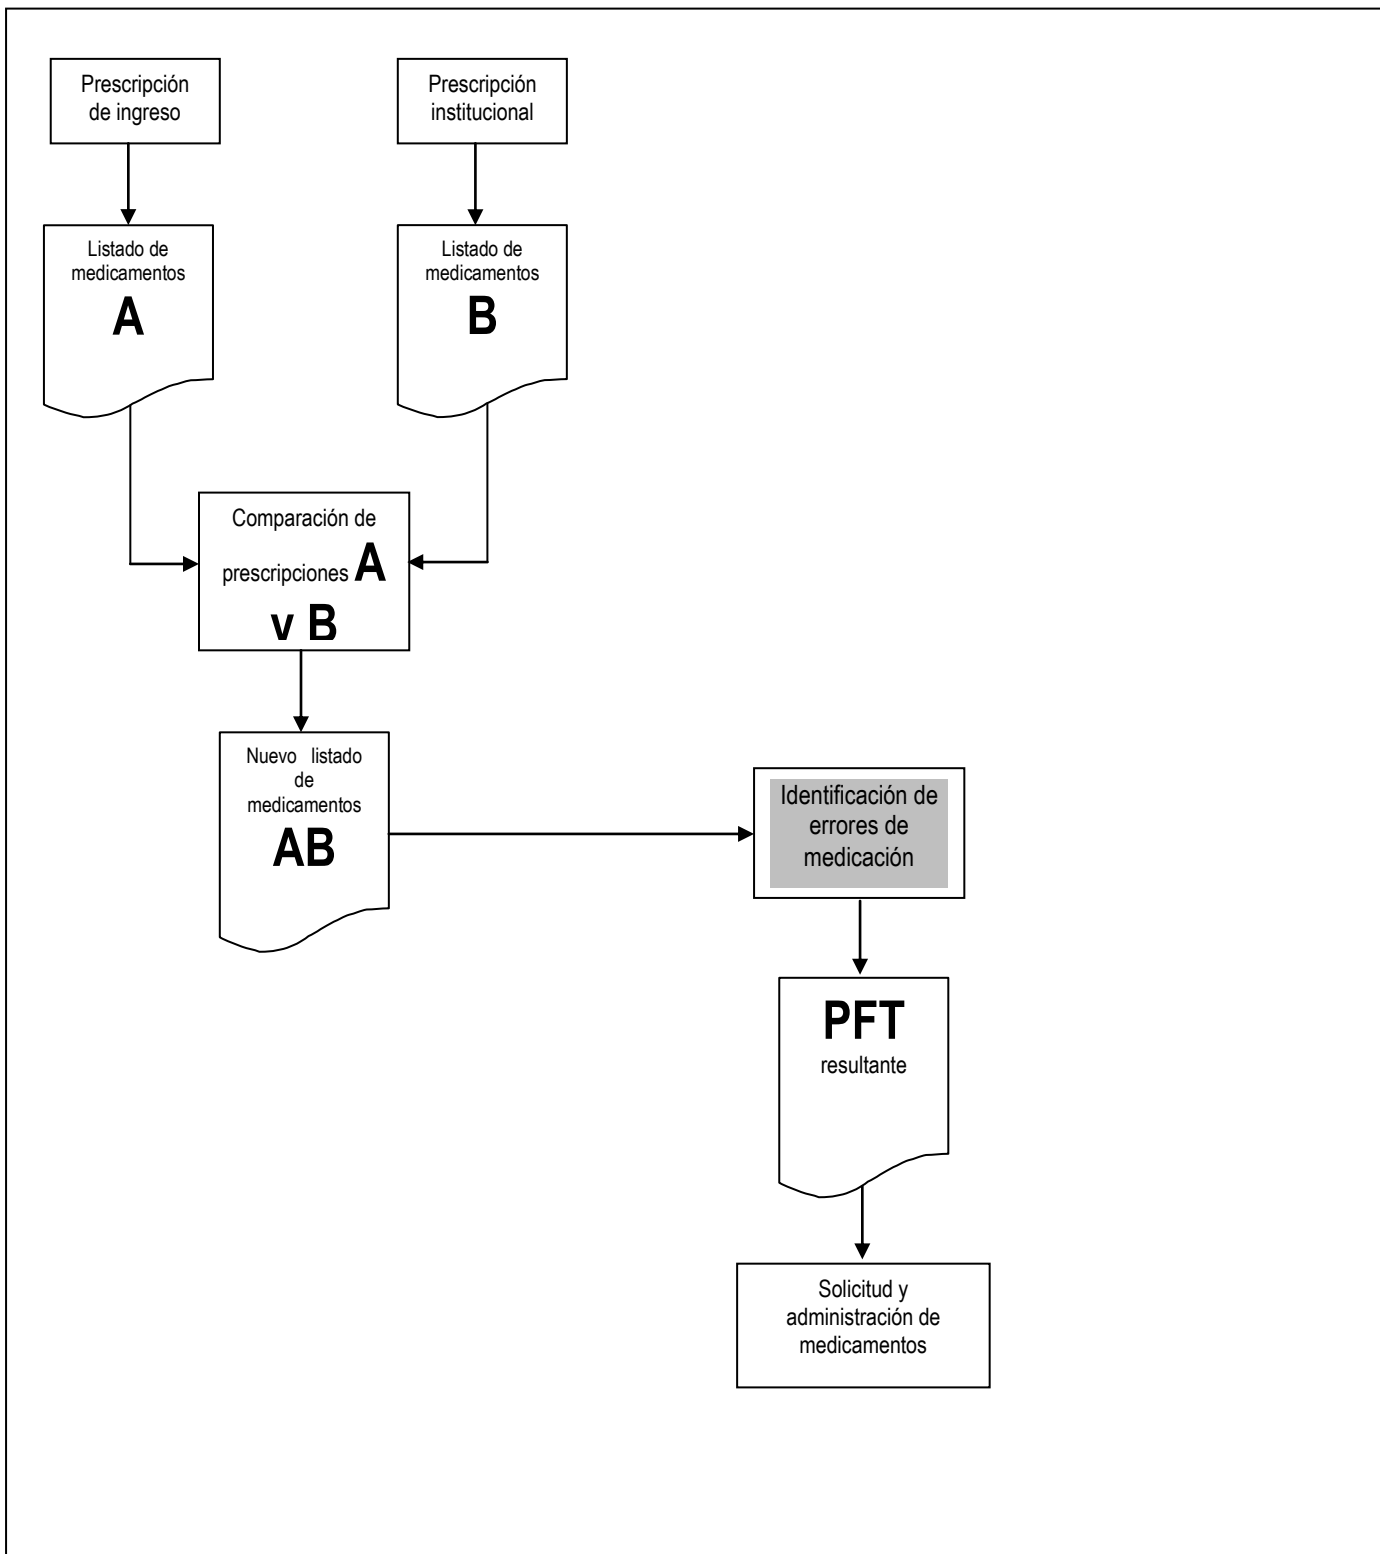 Prescripción
de ingreso
Prescripción
institucional
Listado de
medicamentos
A
Listado de
medicamentos
B
Comparación de
prescripciones A
v B
Nuevo listado
de
medicamentos
AB
Identificación de
errores de
medicación
PFT
resultante
Solicitud y
administración de
medicamentos